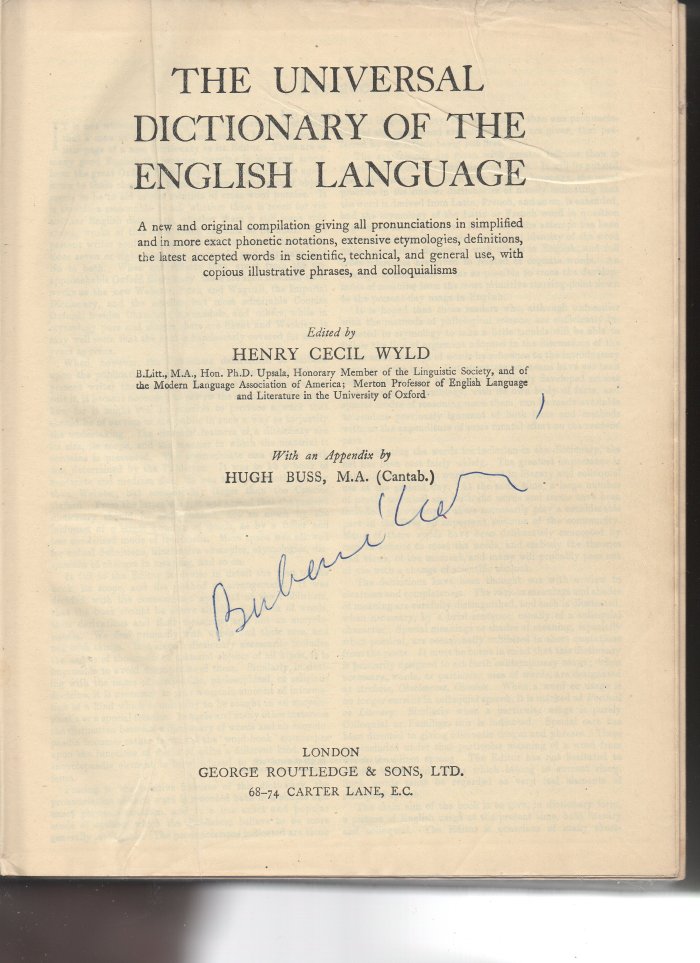 THE UNIVERSAL
DICTIONARY OF THE
ENGLISH LANGUAGE
A new and original compilation giving all pronunciations in simplified
and in more exact phonetic notations, extensive etymologies, definitions,
the latest accepted words in scientific, technical, and general use, with
copious illustrative phrases, and colloquialisms
Edited by
HENRY CECIL WYLD
B.Litt., M.A., Hon. Ph.D. Upsala, Honorary Member of the Linguistic Society, and of
the Modern Language Association of America; Merton Professor of English Language
and Literature in the University of Oxford
With an Appendix by
HUGH BUSS, M.A. (Cantab.)
LONDON
GEORGE ROUTLEDGE & SONS, LTD.
68–74 CARTER LANE, E.C.